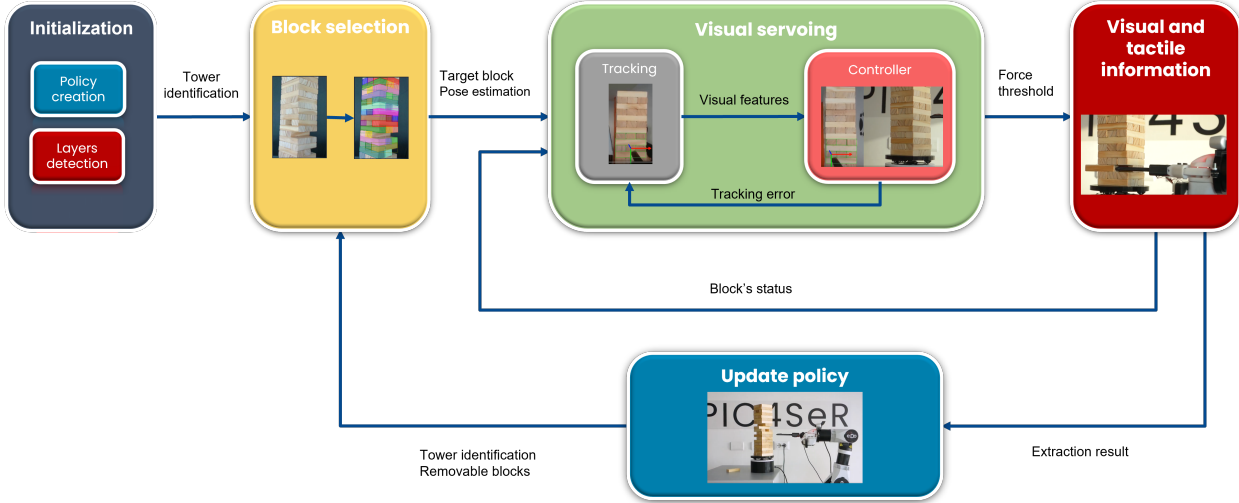 Initialization
Policy
creation
Layers
detection
Tower
identification
Block selection
Target block
Pose estimation
Visual servoing
Tracking
Visual features
Controller
Tracking error
Force
threshold
Visual and
tactile
information
Block's status
Update policy
PIC4SeR
Tower identification
Removable blocks
Extraction result